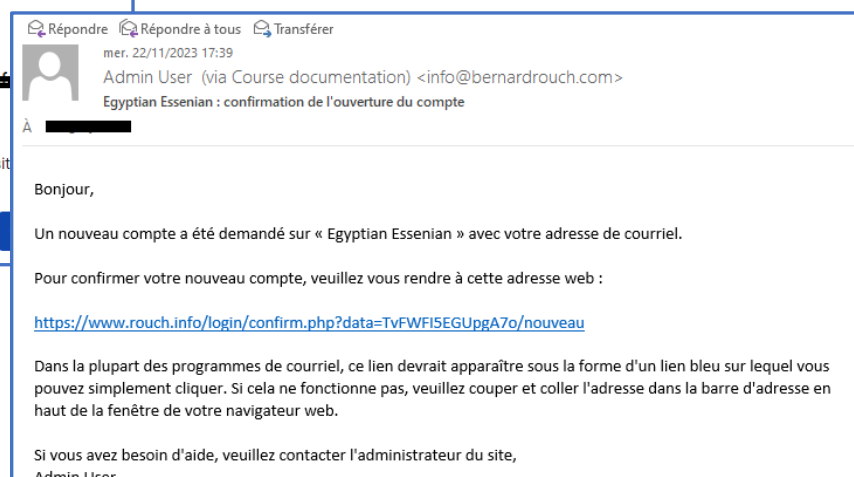 Répondre Répondre à tous Transférer
mer. 22/11/2023 17:39
Admin User (via Course documentation) <info@bernardrouch.com>
Egyptian Essenian : confirmation de l'ouverture du compte
À
Bonjour,
Un nouveau compte a été demandé sur « Egyptian Essenian » avec votre adresse de courriel.
Pour confirmer votre nouveau compte, veuillez vous rendre à cette adresse web :
https://www.rouch.info/login/confirm.php?data=TvFWFI5EGUpgA7o/nouveau
Dans la plupart des programmes de courriel, ce lien devrait apparaître sous la forme d'un lien bleu sur lequel vous
pouvez simplement cliquer. Si cela ne fonctionne pas, veuillez couper et coller l'adresse dans la barre d'adresse en
haut de la fenêtre de votre navigateur web.
Si vous avez besoin d'aide, veuillez contacter l'administrateur du site,
Admin User